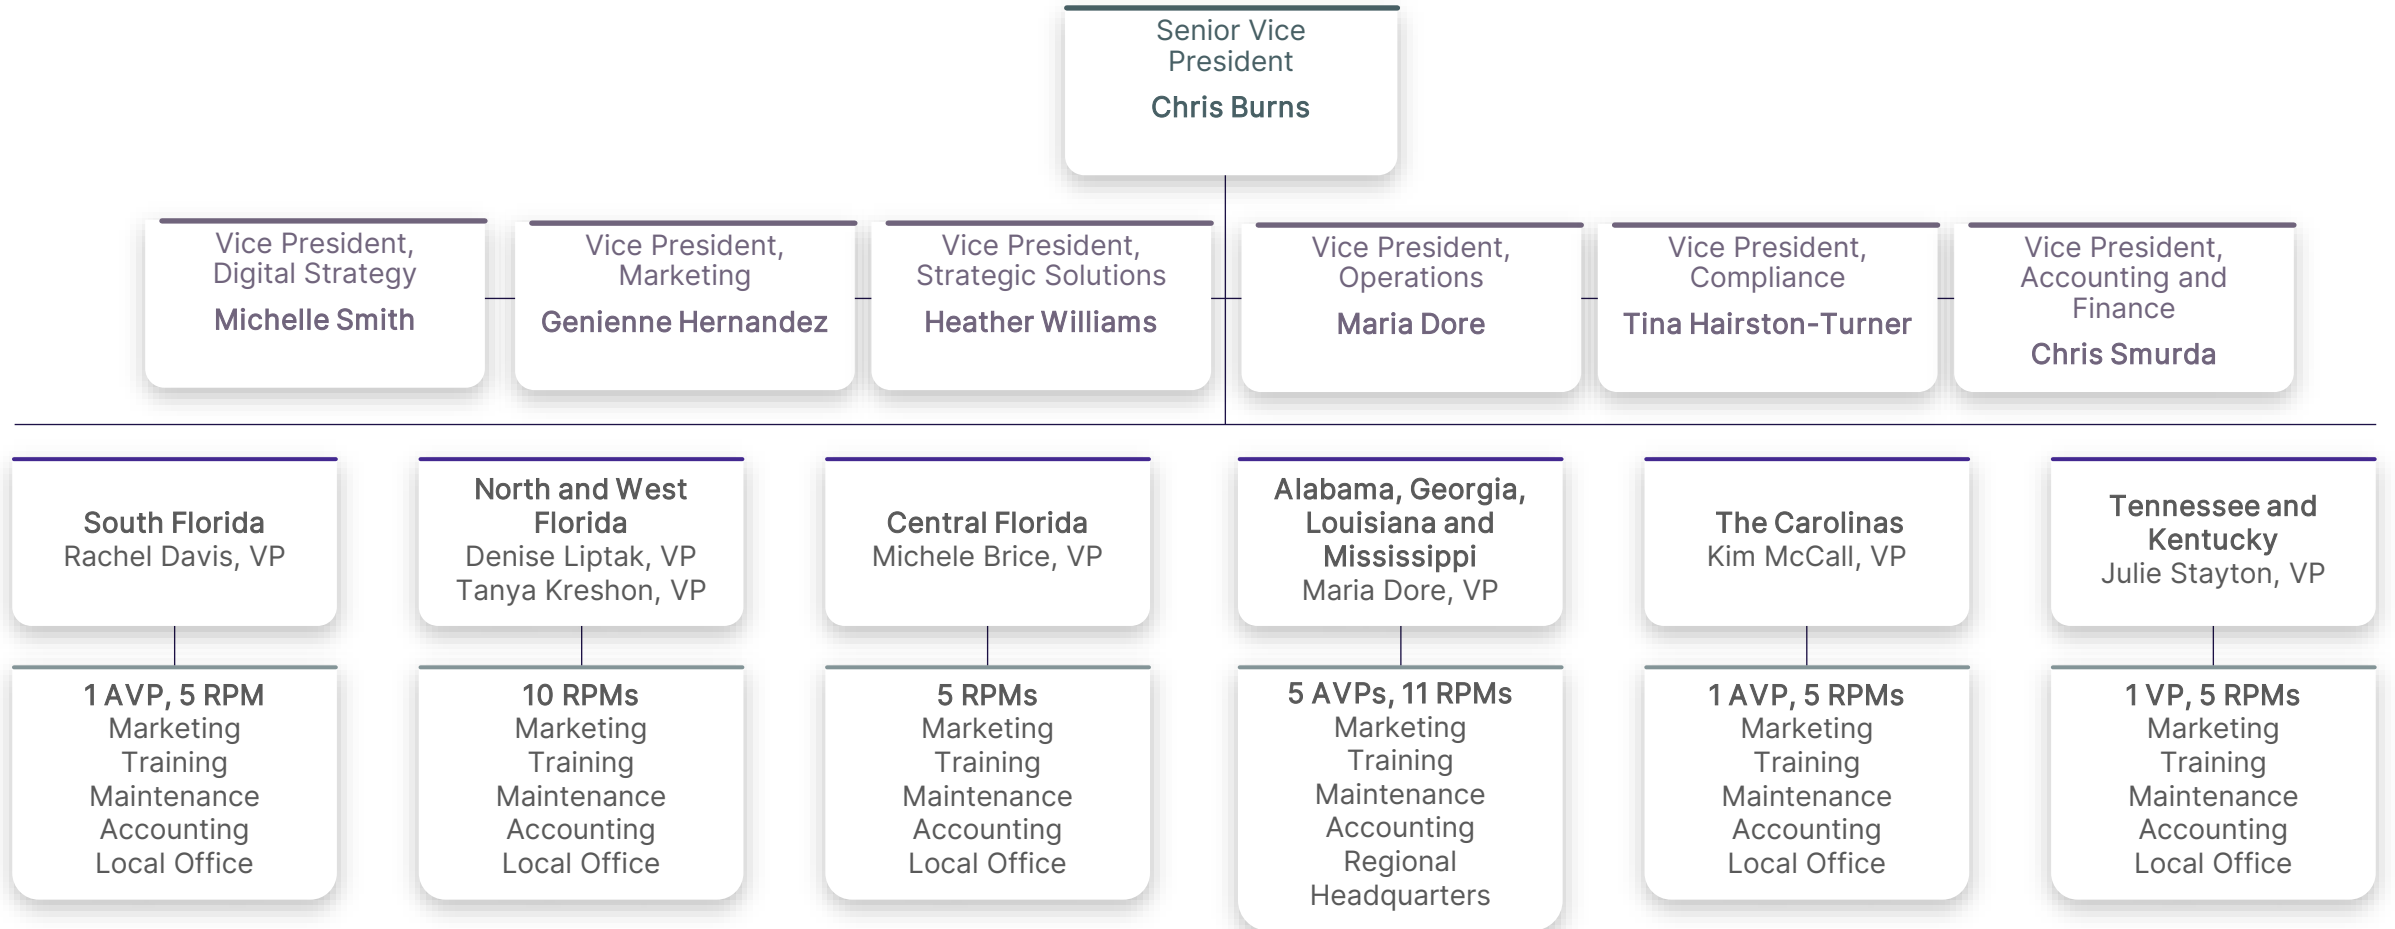 Senior Vice
President
Chris Burns
Vice President,
Digital Strategy
Michelle Smith
Vice President,
Marketing
Genienne Hernandez
Vice President,
Strategic Solutions
Heather Williams
Vice President,
Operations
Maria Dore
Vice President,
Compliance
Tina Hairston-Turner
Vice President,
Accounting and
Finance
Chris Smurda
South Florida
Rachel Davis, VP
North and West
Florida
Denise Liptak, VP
Tanya Kreshon, VP
Central Florida
Michele Brice, VP
Alabama, Georgia,
Louisiana and
Mississippi
Maria Dore, VP
The Carolinas
Kim McCall, VP
Tennessee and
Kentucky
Julie Stayton, VP
1 AVP, 5 RPM
Marketing
Training
Maintenance
Accounting
Local Office
10 RPMs
Marketing
Training
Maintenance
Accounting
Local Office
5 RPMs
Marketing
Training
Maintenance
Accounting
Local Office
5 AVPs, 11 RPMs
Marketing
Training
Maintenance
Accounting
Regional
Headquarters
1 AVP, 5 RPMs
Marketing
Training
Maintenance
Accounting
Local Office
1 VP, 5 RPMs
Marketing
Training
Maintenance
Accounting
Local Office